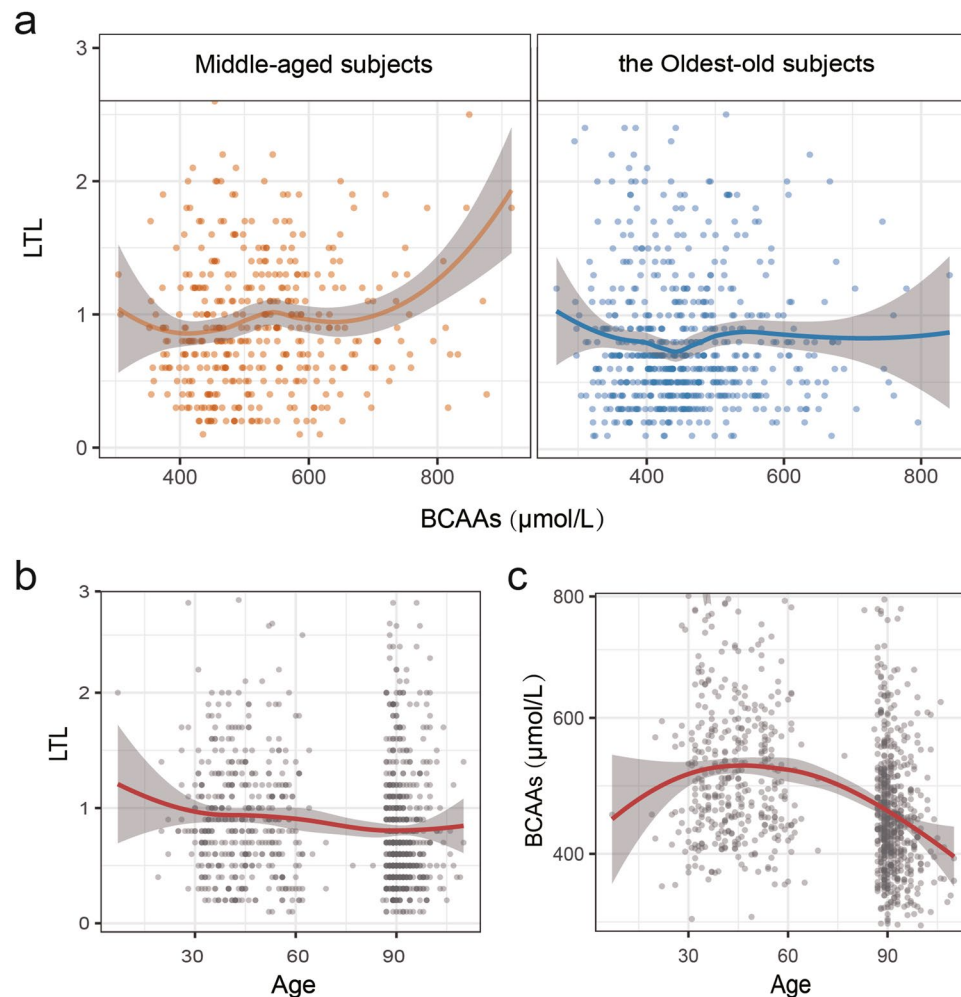 a
Middle-aged subjects
the Oldest-old subjects
3
2
1
0
LTL
400
600
800
400
600
800
BCAAs (μmol/L)
b
3
2
1
0
LTL
30
60
90
Age
c
800
600
400
BCAAs (μmol/L)
30
60
90
Age